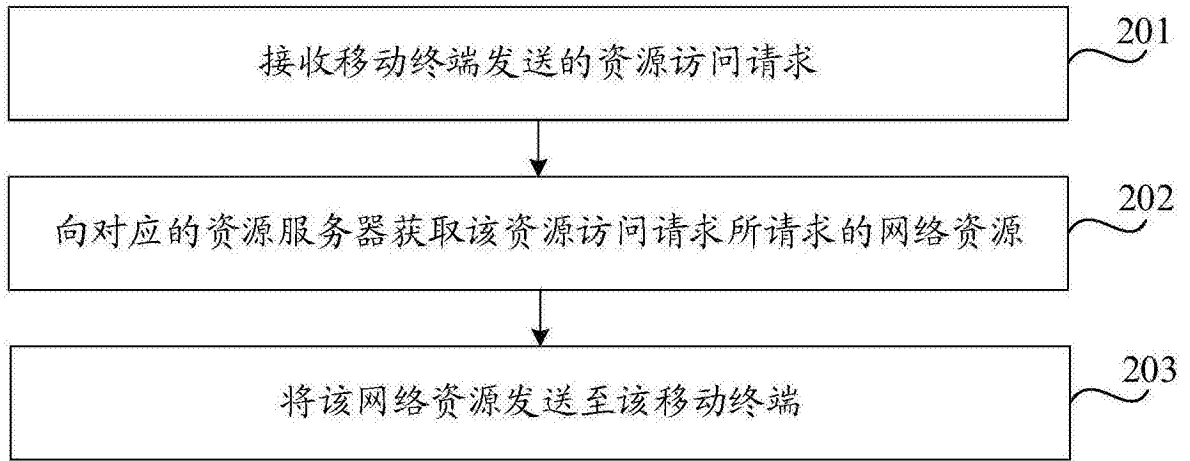 接收移动终端发送的资源访问请求
201
向对应的资源服务器获取该资源访问请求所请求的网络资源
202
将该网络资源发送至该移动终端
203